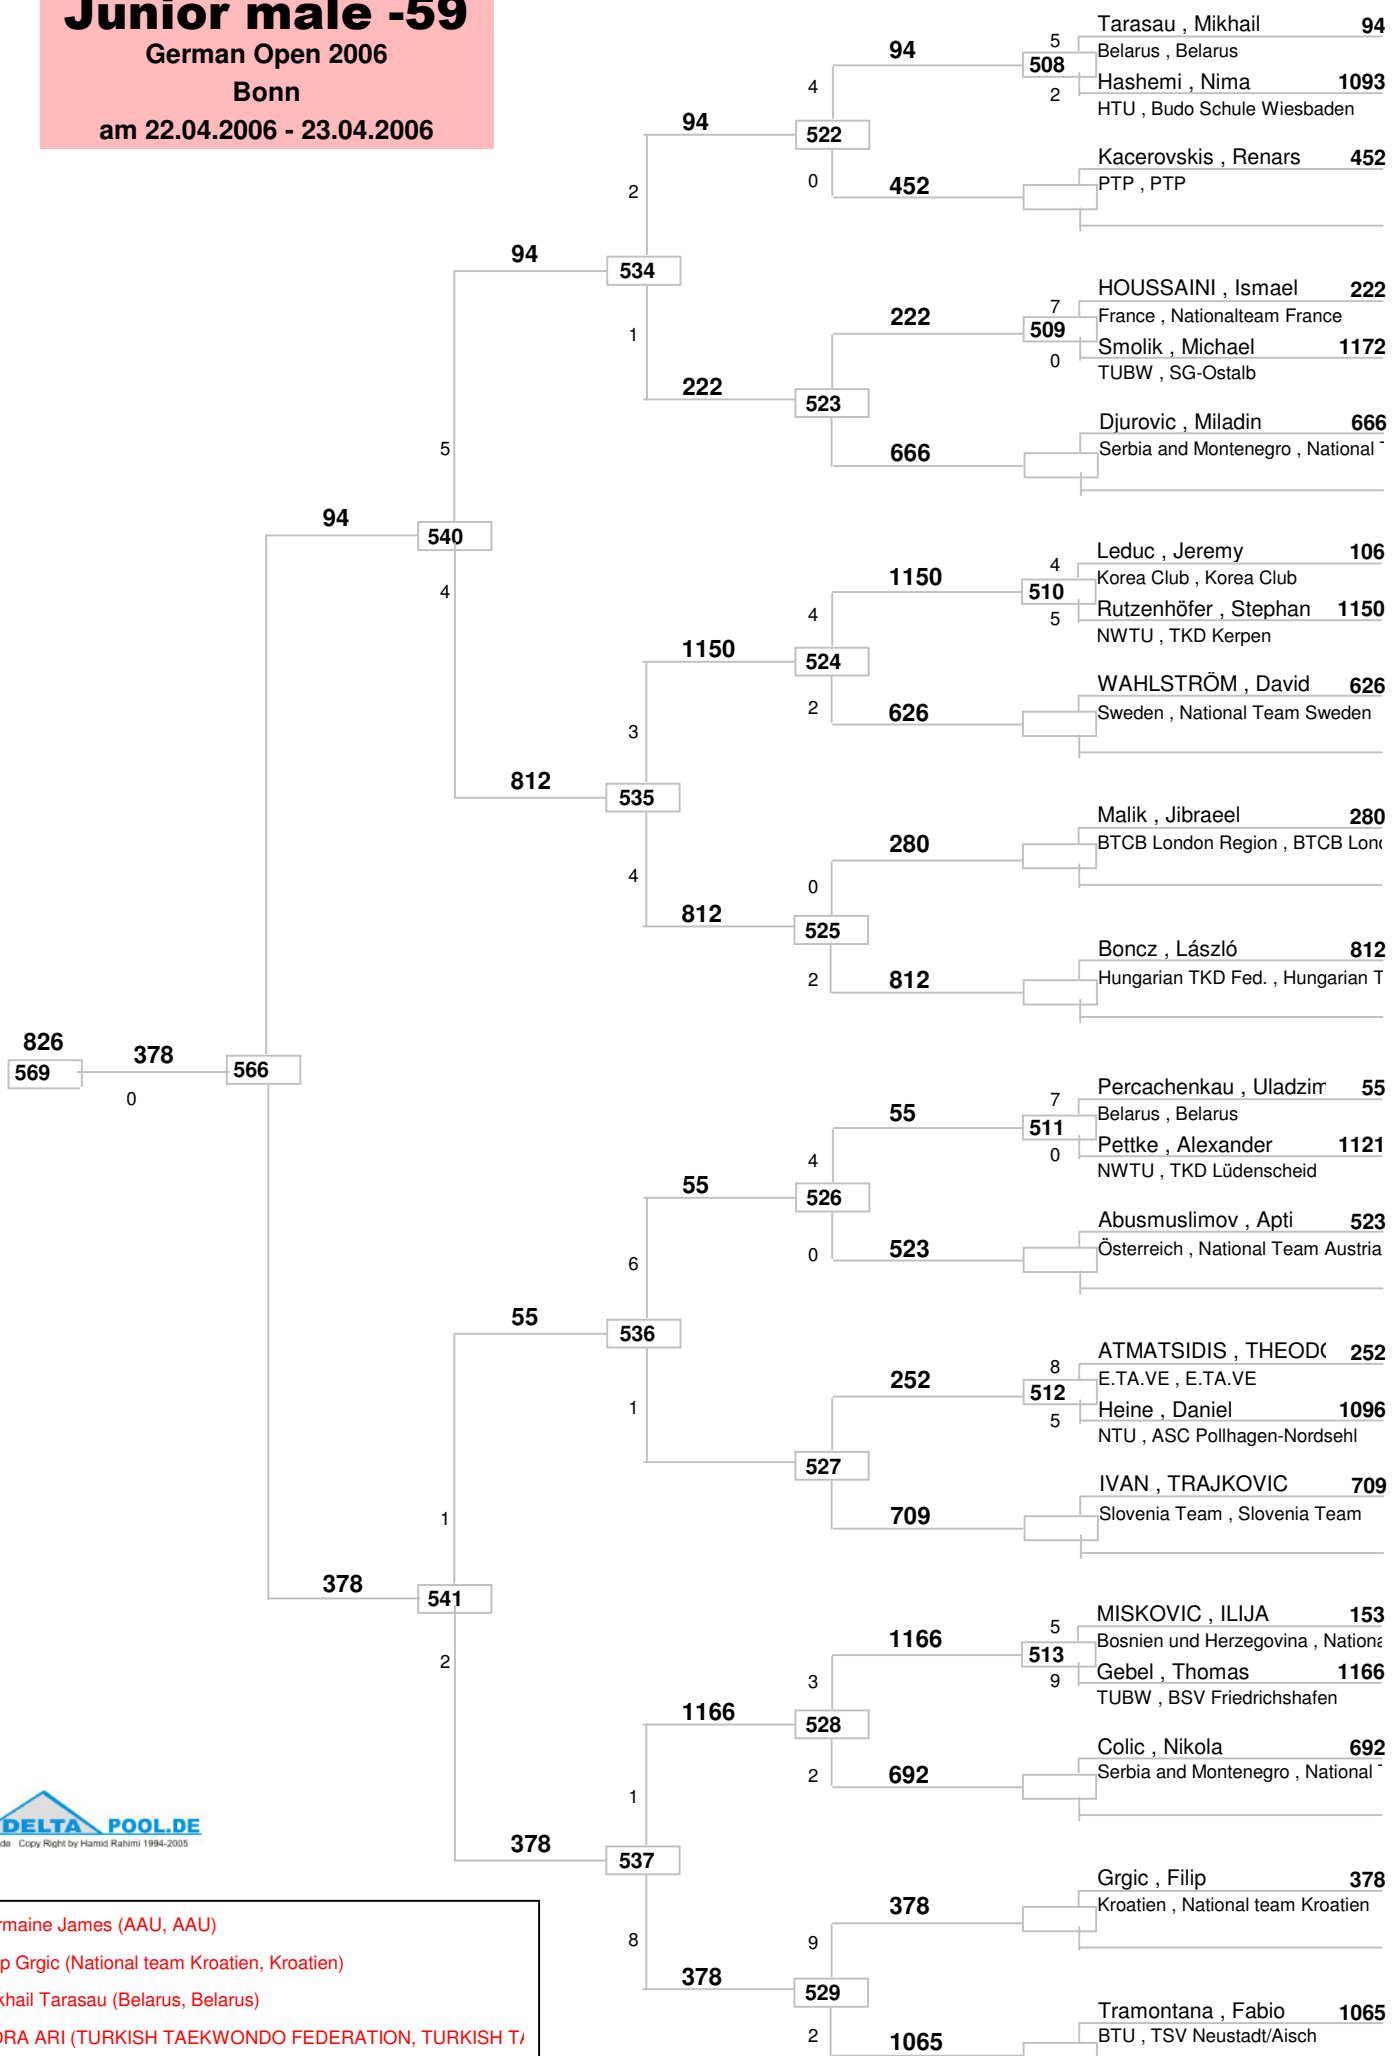 Junior male -59
German Open 2006
Bonn
am 22.04.2006 - 23.04.2006
Tarasau , Mikhail 94
5
94
Belarus , Belarus
508
4
Hashemi , Nima 1093
2
HTU , Budo Schule Wiesbaden
94
522
Kacerovskis , Renars 452
0
452
PTP , PTP
2
94
534
HOUSSAINI , Ismael 222
7
222
France , Nationalteam France
1
509
Smolik , Michael 1172
0
TUBW , SG-Ostalb
222
523
Djurovic , Miladin 666
666
Serbia and Montenegro , National
5
94
540
Leduc , Jeremy 106
4
1150
Korea Club , Korea Club
4
510
4
Rutzenhöfer , Stephan 1150
5
NWTU , TKD Kerpen
1150
524
WAHLSTRÖM , David 626
2
626
Sweden , National Team Sweden
3
812
535
Malik , Jibraeel 280
280
BTCB London Region , BTCB
4
0
812
525
Boncz , László 812
2
812
Hungarian TKD Fed. , Hungarian T
826
378
569
566
0
Percachenkau , Uladzim 55
7
55
Belarus , Belarus
511
4
Pettke , Alexander 1121
0
NWTU , TKD Lüdenscheid
55
526
Abusmuslimov , Apti 523
0
523
Österreich , National Team Austria
6
55
536
ATMATSIDIS , 252
8
252
E.TA.VE , E.TA.VE
1
512
Heine , Daniel 1096
5
NTU , ASC Pollhagen-Nordsehl
527
IVAN , TRAJKOVIC 709
709
Slovenia Team , Slovenia Team
1
378
541
MISKOVIC , ILIJA 153
5
1166
Bosnien und Herzegovina ,
2
513
3
Gebel , Thomas 1166
9
TUBW , BSV Friedrichshafen
1166
528
Colic , Nikola 692
2
692
Serbia and Montenegro , National
1
378
537
Grgic , Filip 378
378
Kroatien , National team Kroatien
8
9
378
529
Tramontana , Fabio 1065
2
1065
BTU , TSV Neustadt/Aisch
DELTA POOL.DE
de Copy Right by Hamid Rahimi 1994-2005
rmaine James (AAU, AAU)
p Grgic (National team Kroatien, Kroatien)
khail Tarasau (Belarus, Belarus)
ORA ARI (TURKISH TAEKWONDO FEDERATION, TURKISH